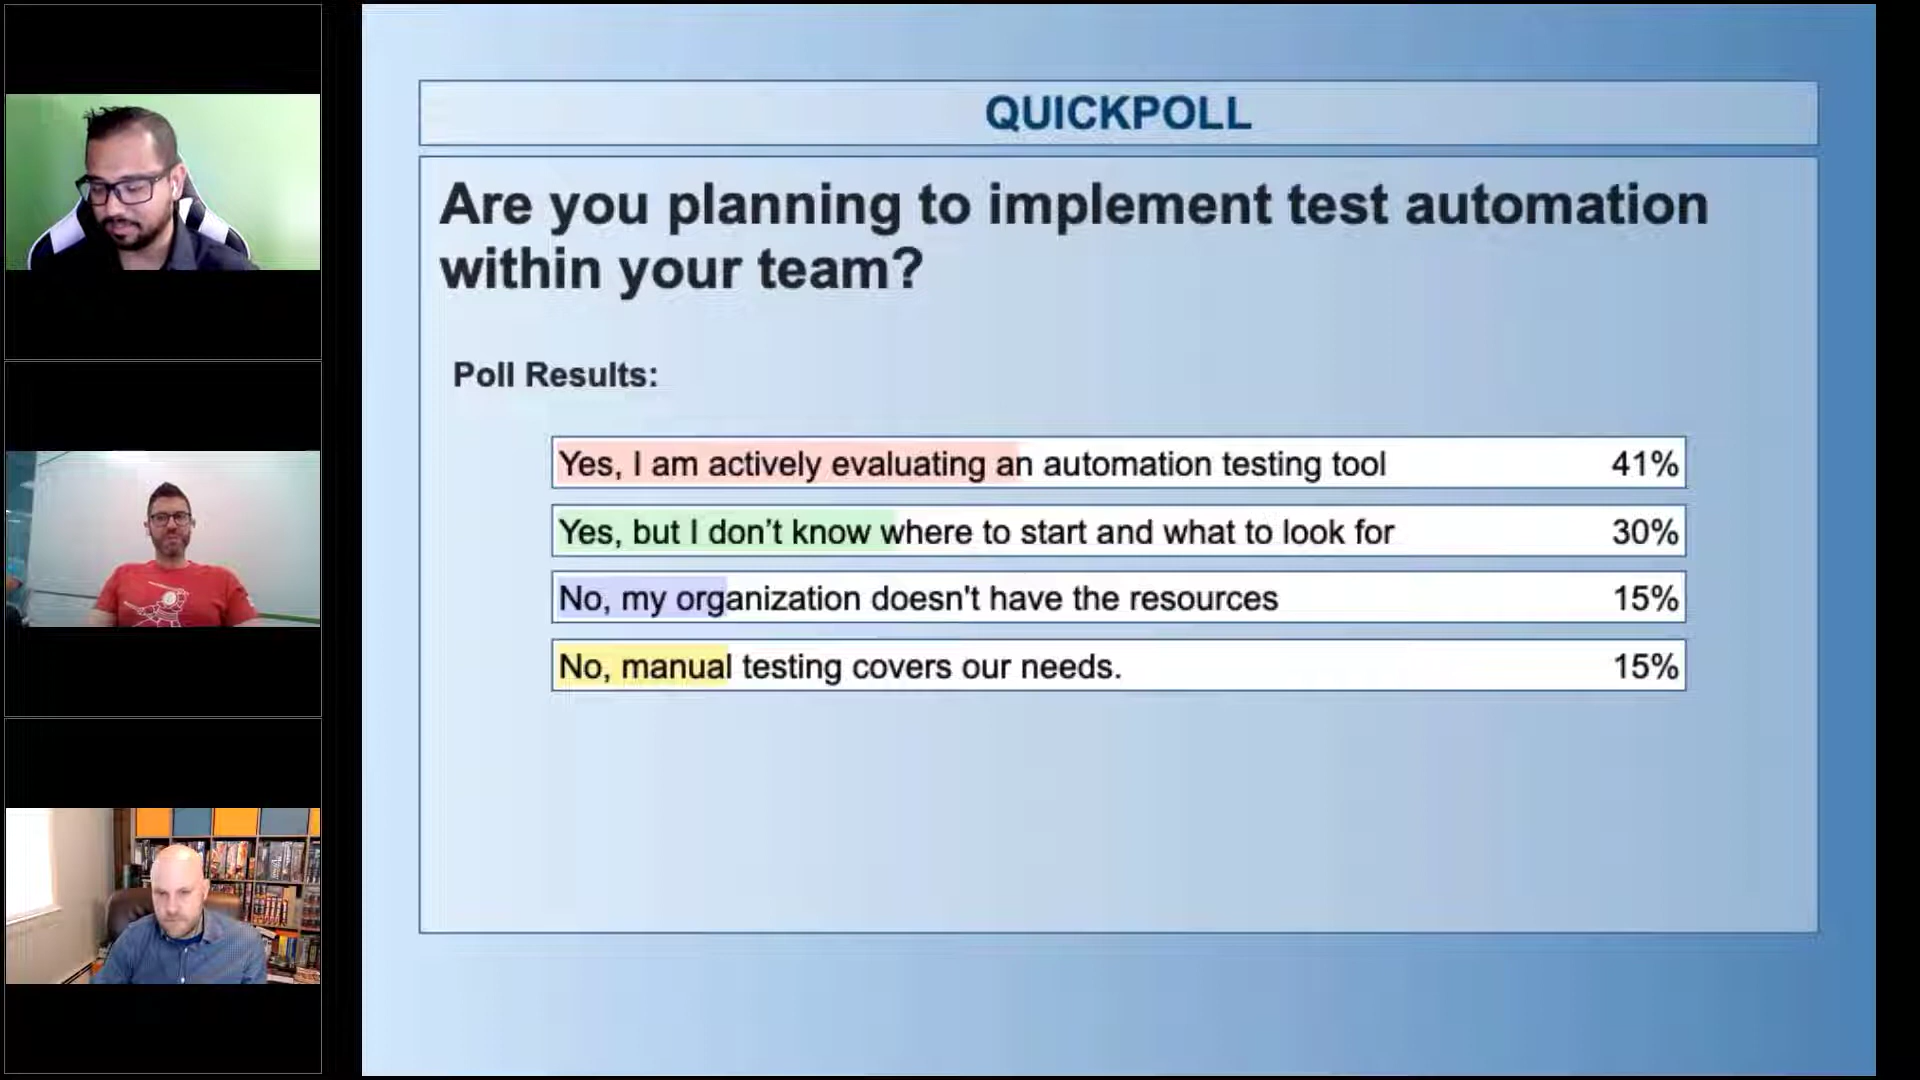 QUICKPOLL
Are you planning to implement test automation
within your team?
Poll Results:
Yes, I am actively evaluating an automation testing tool 41%
Yes, but I don’t know where to start and what to look for 30%
No, my organization doesn't have the resources 15%
No, manual testing covers our needs. 15%